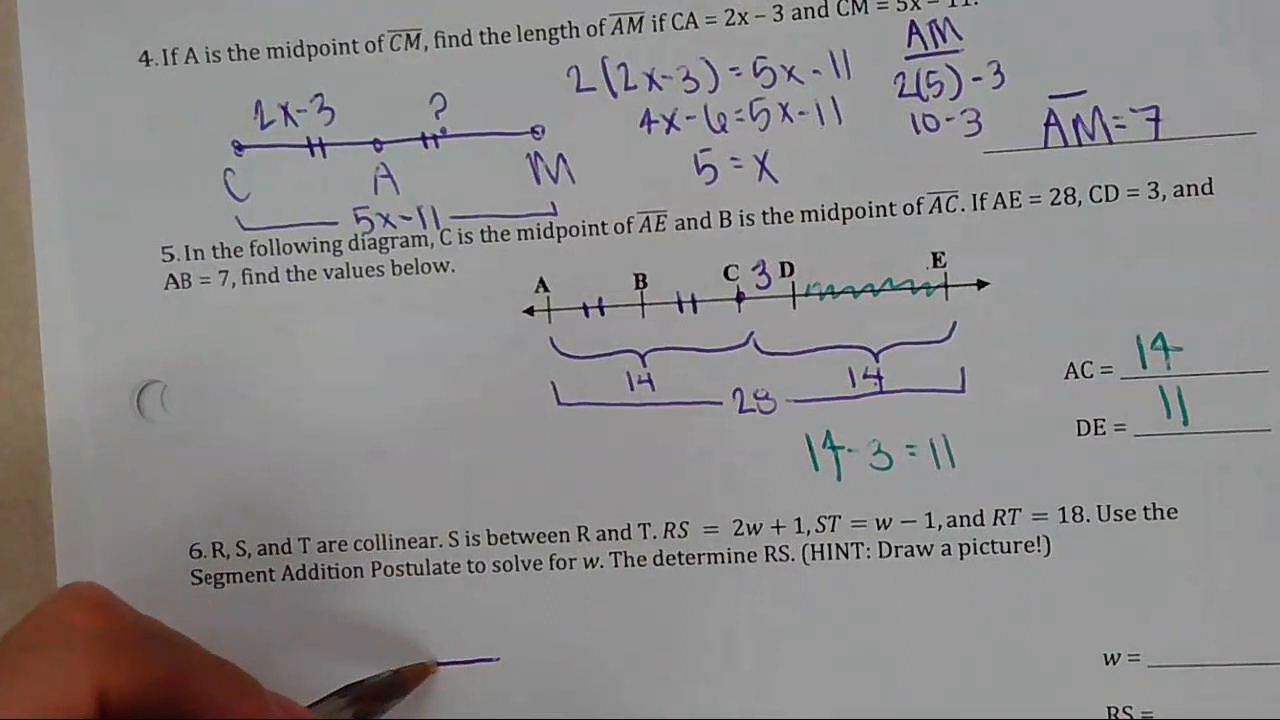 4. If A is the midpoint of CM, find the length of AM if CA = 2x – 3 and CM = 5x – 11.
2x-3
?
C A M
5x-11
2(2x-3)=5x-11
4x-6=5x-11
5=x
AM
2(5)-3
10-3
AM=7
5. In the following diagram, C is the midpoint of AE and B is the midpoint of AC. If AE = 28, CD = 3, and
AB = 7, find the values below.
A B C 3 D E
14 14
28
14-3=11
AC = 14
DE = 11
6. R, S, and T are collinear. S is between R and T. RS = 2w + 1, ST = w − 1, and RT = 18. Use the
Segment Addition Postulate to solve for w. The determine RS. (HINT: Draw a picture!)
w =
RS =